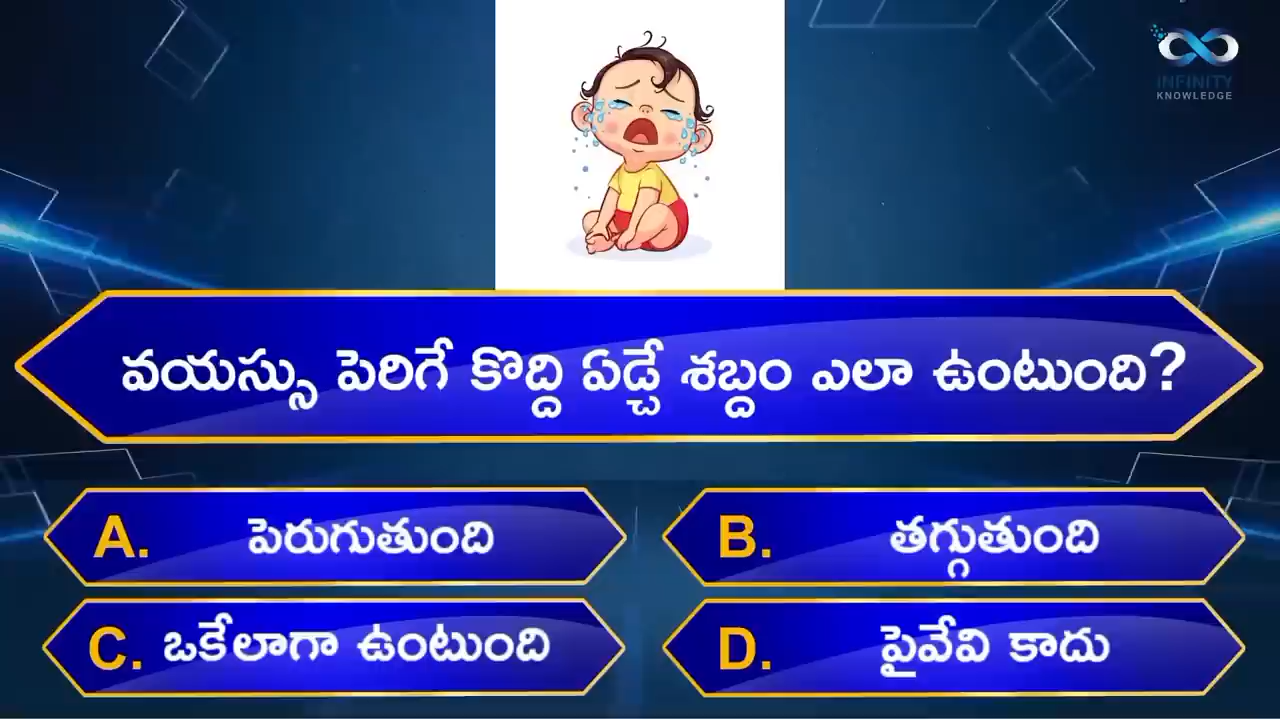 INFINITY
KNOWLEDGE
వయస్సు పెరిగే కొద్ది ఏడ్చే శబ్దం ఎలా ఉంటుంది?
A. పెరుగుతుంది
B. తగ్గుతుంది
C. ఒకేలాగా ఉంటుంది
D. పైవేవి కాదు